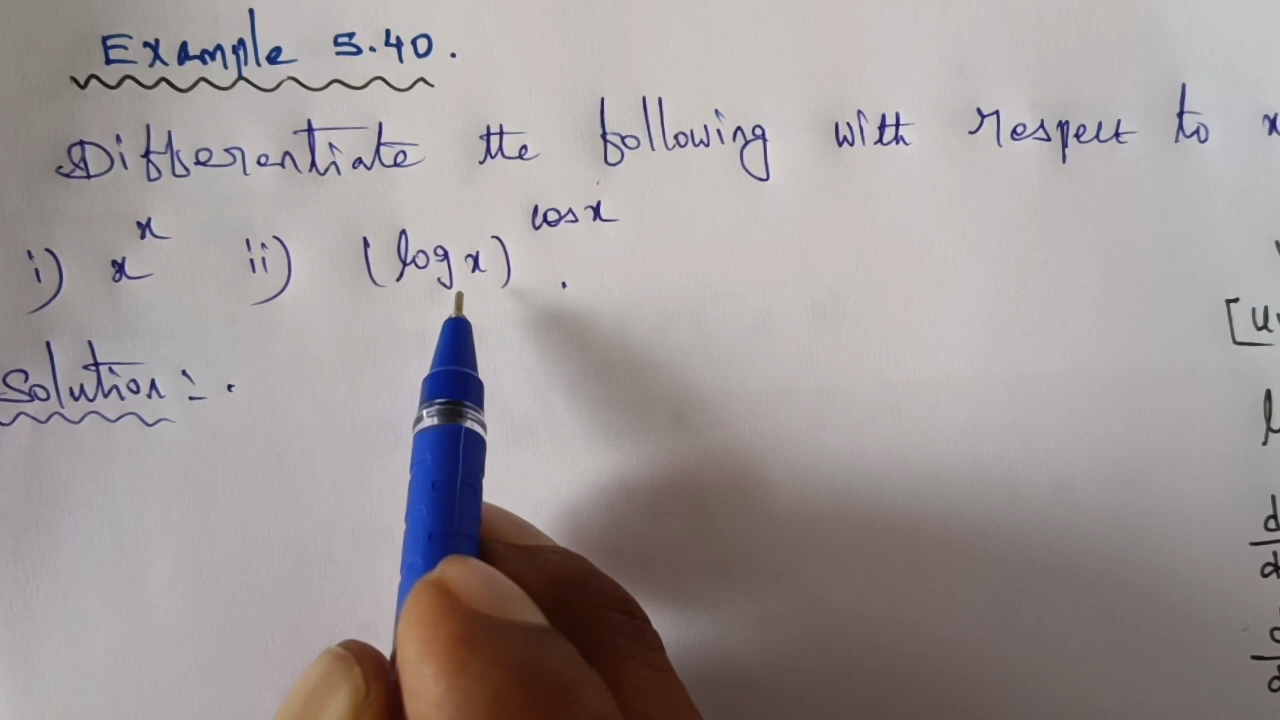 Example 5.40.
Differentiate the following with respect to x
i) x^x ii) (log x)^cos x .
Solution :- .